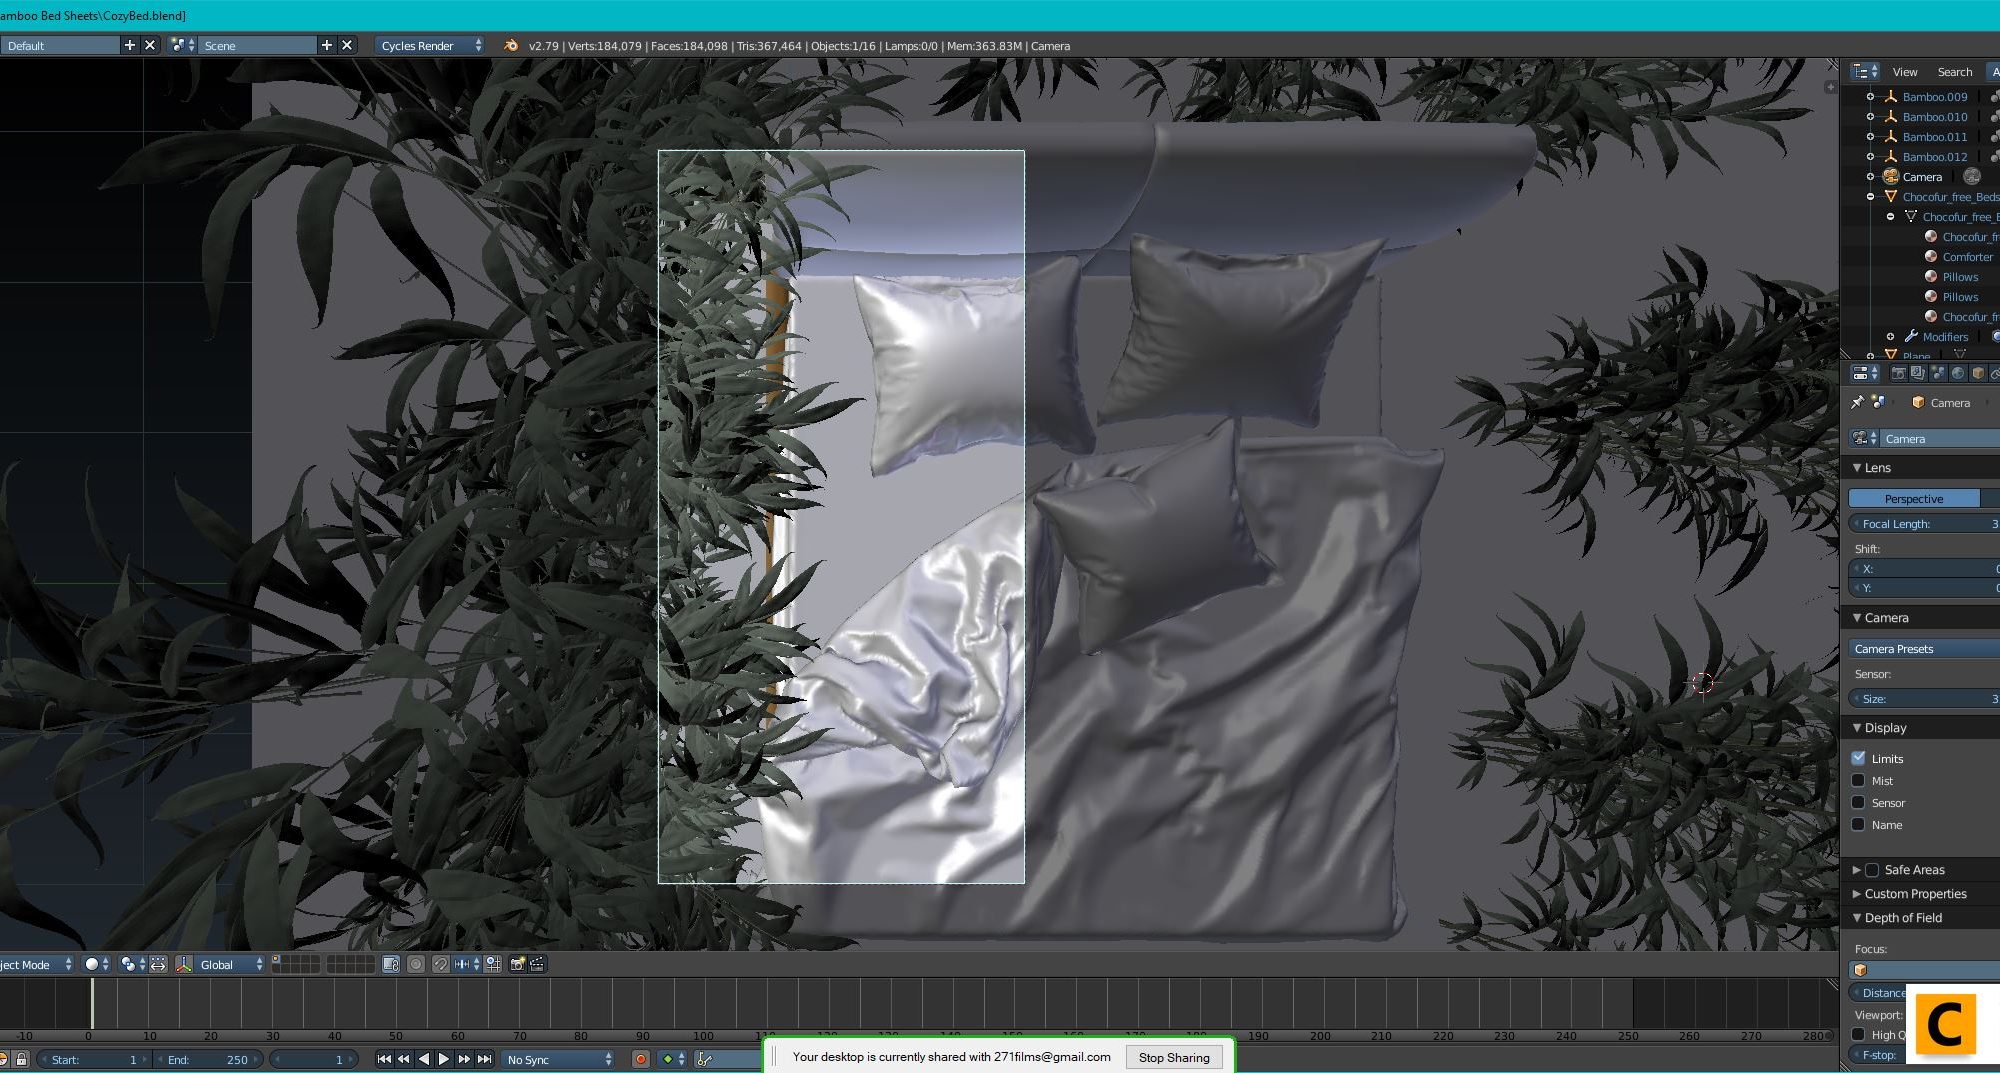 amboo Bed Sheets\CozyBed.blend]
Default
Scene
Cycles Render
v2.79 | Verts:184,079 | Faces:184,098 | Tris:367,464 | Objects:1/16 | Lamps:0/0 | Mem:363.83M | Camera
View Search A
Bamboo.009
Bamboo.010
Bamboo.011
Bamboo.012
Camera
Chocofur_free_Beds
Chocofur_free_B
Chocofur_fr
Comforter
Pillows
Pillows
Chocofur_fr
Modifiers
Plane
Camera
Camera
Lens
Perspective
Focal Length: 3
Shift:
X: 0
Y: 0
Camera
Camera Presets
Sensor:
Size: 3
Display
Limits
Mist
Sensor
Name
Safe Areas
Custom Properties
Depth of Field
Focus:
Distance
Viewport:
High Q
F-stop:
C
ject Mode
Global
-10 0 10 20 30 40 50 60 70 80 90 100 110 120 130 140 150 160 170 180 190 200 210 220 230 240 250 260 270 280
Start: 1
End: 250
1
No Sync
Your desktop is currently shared with 271films@gmail.com
Stop Sharing